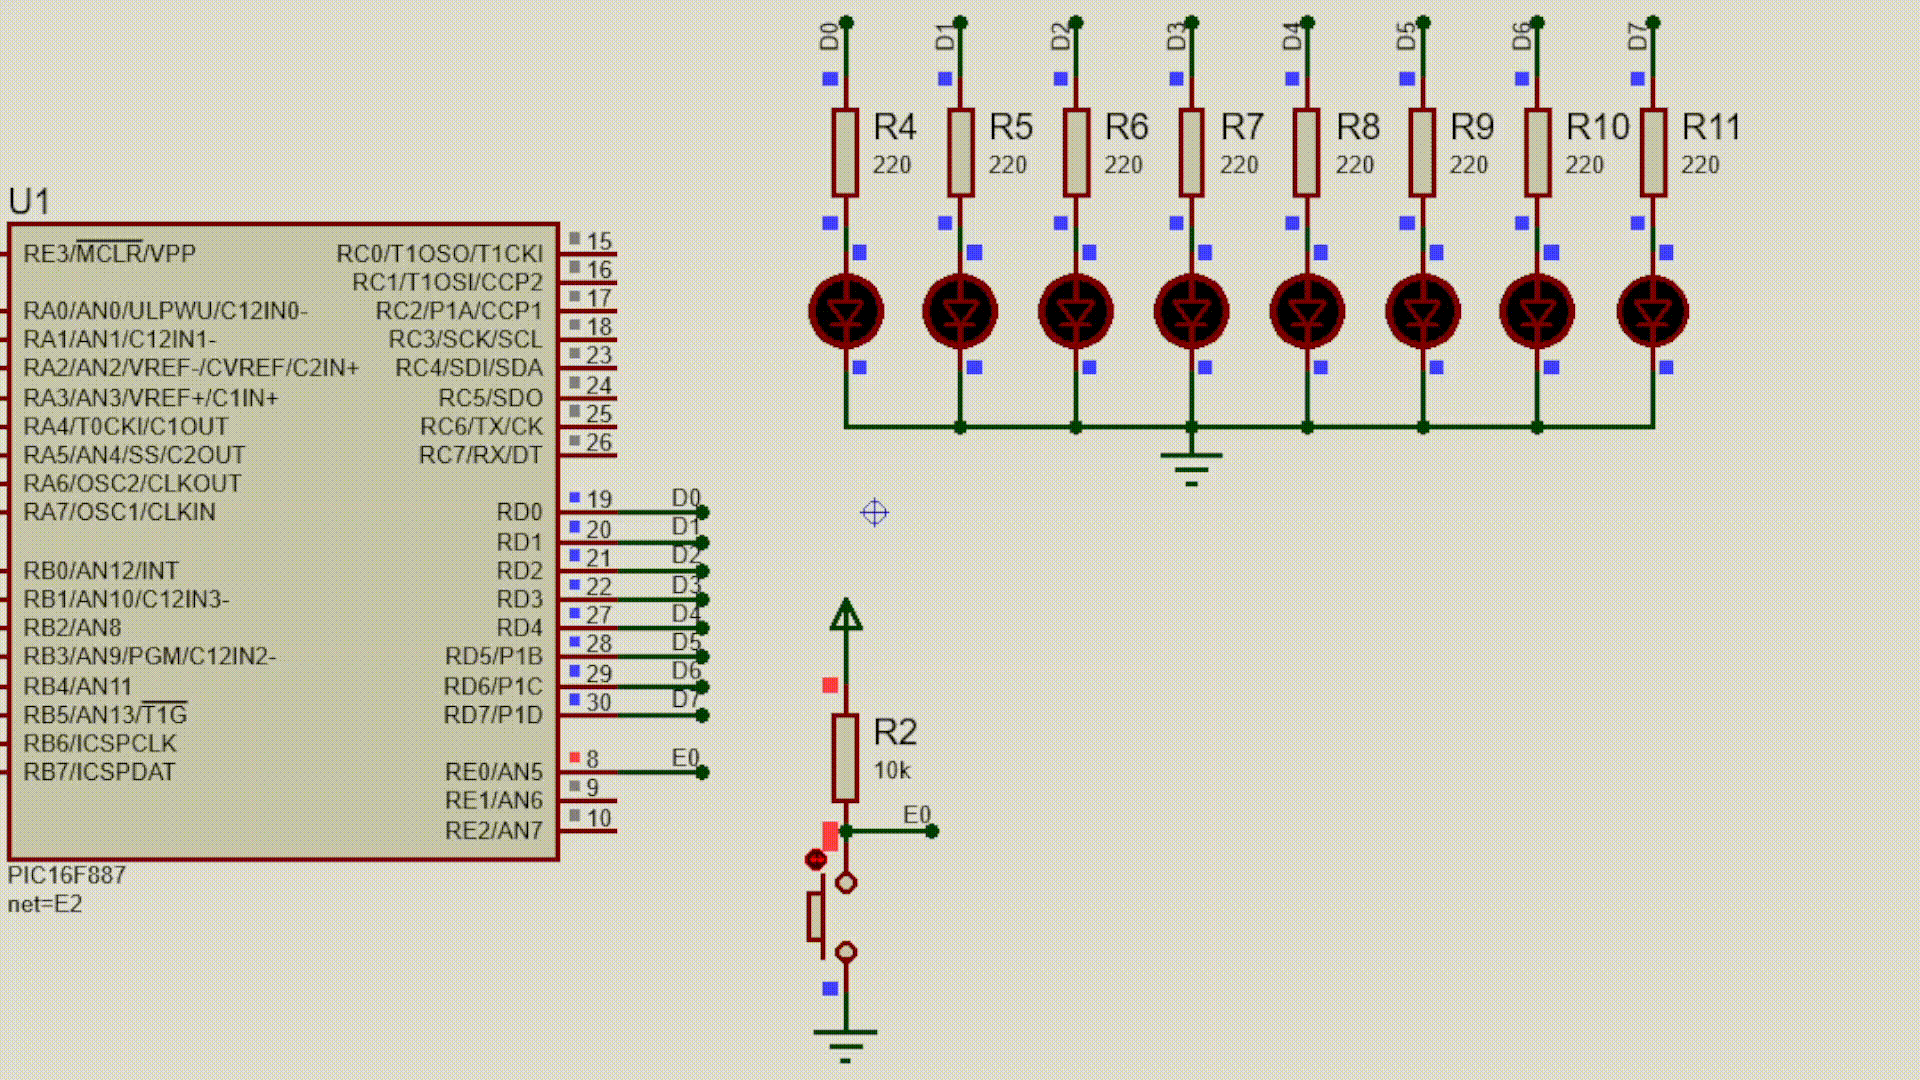 D0 D1 D2 D3 D4 D5 D6 D7
R4 R5 R6 R7 R8 R9 R10 R11
220 220 220 220 220 220 220 220
U1
RE3/MCLR/VPP RC0/T1OSO/T1CKI 15
RC1/T1OSI/CCP2 16
RA0/AN0/ULPWU/C12IN0- RC2/P1A/CCP1 17
RA1/AN1/C12IN1- RC3/SCK/SCL 18
RA2/AN2/VREF-/CVREF/C2IN+ RC4/SDI/SDA 23
RA3/AN3/VREF+/C1IN+ RC5/SDO 24
RA4/T0CKI/C1OUT RC6/TX/CK 25
RA5/AN4/SS/C2OUT RC7/RX/DT 26
RA6/OSC2/CLKOUT
RA7/OSC1/CLKIN RD0 19 D0
RD1 20 D1
RB0/AN12/INT RD2 21 D2
RB1/AN10/C12IN3- RD3 22 D3
RB2/AN8 RD4 27 D4
RB3/AN9/PGM/C12IN2- RD5/P1B 28 D5
RB4/AN11 RD6/P1C 29 D6
RB5/AN13/T1G RD7/P1D 30 D7
RB6/ICSPCLK
RB7/ICSPDAT RE0/AN5 8 E0
RE1/AN6 9
RE2/AN7 10
PIC16F887
net=E2
R2
10k
E0